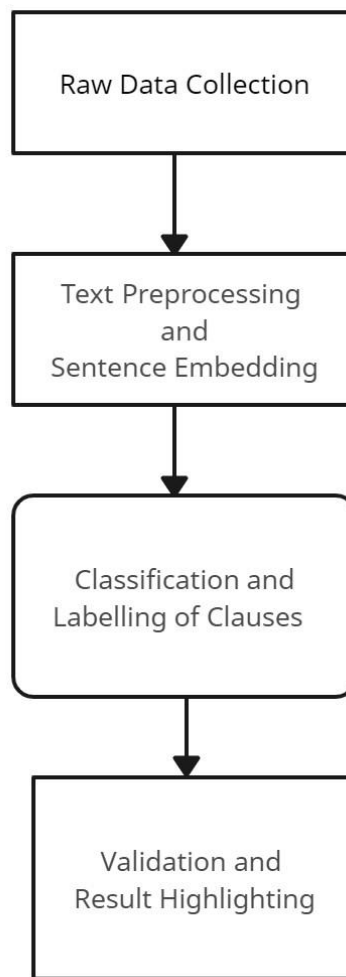 Raw Data Collection
Text Preprocessing
and
Sentence Embedding
Classification and
Labelling of Clauses
Validation and
Result Highlighting